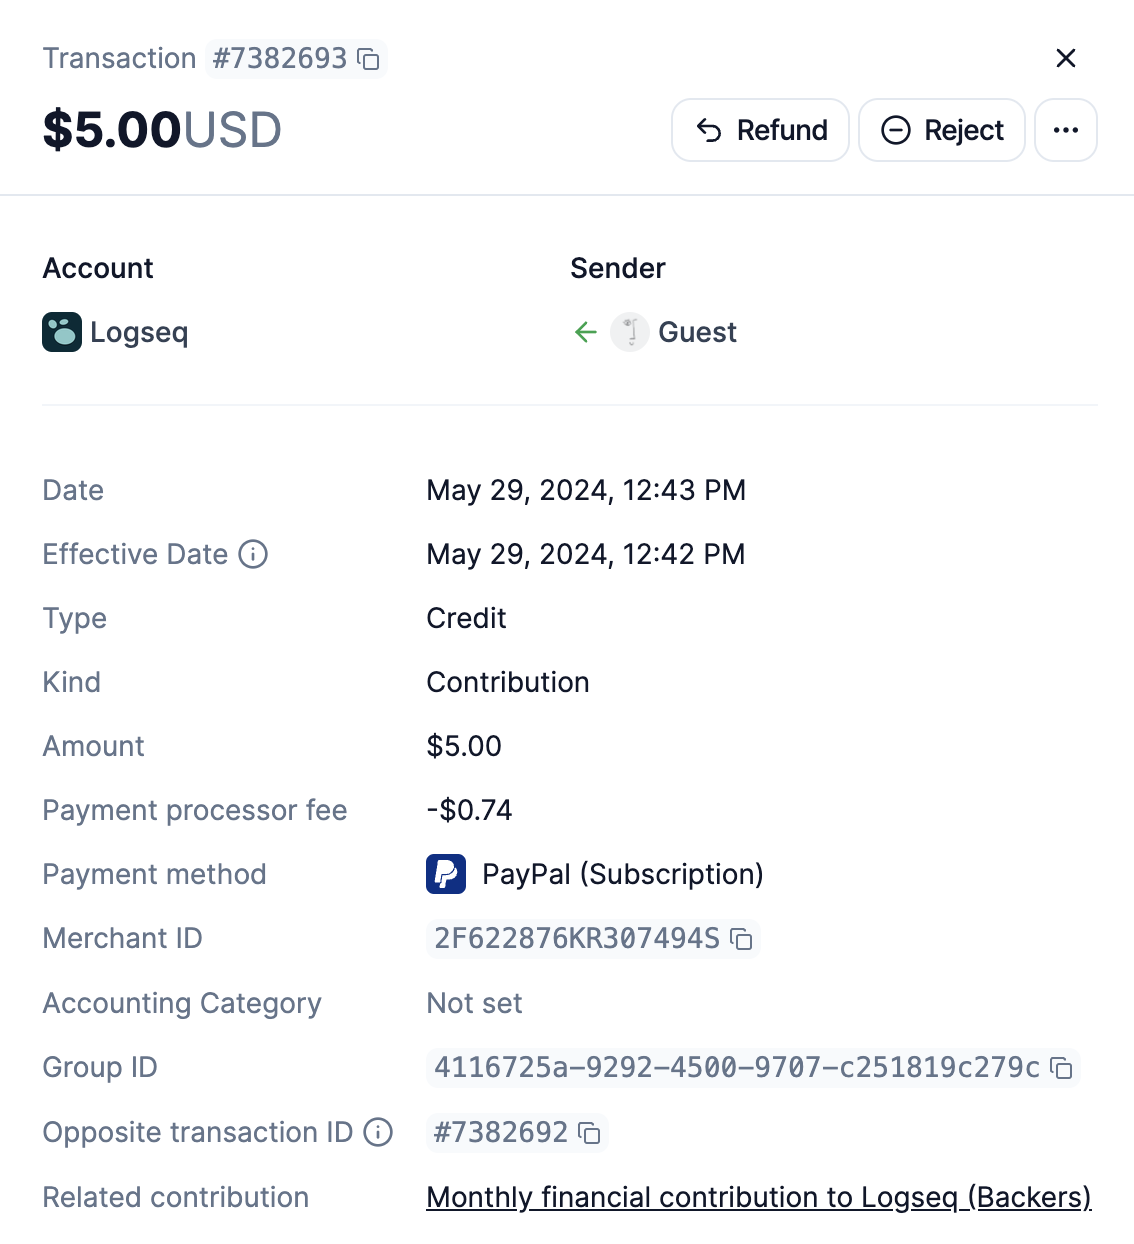 Transaction #7382693
$5.00USD
Refund
Reject
Account
Sender
Logseq
Guest
Date May 29, 2024, 12:43 PM
Effective Date May 29, 2024, 12:42 PM
Type Credit
Kind Contribution
Amount $5.00
Payment processor fee -$0.74
Payment method PayPal (Subscription)
Merchant ID 2F622876KR307494S
Accounting Category Not set
Group ID 4116725a-9292-4500-9707-c251819c279c
Opposite transaction ID #7382692
Related contribution Monthly financial contribution to Logseq (Backers)